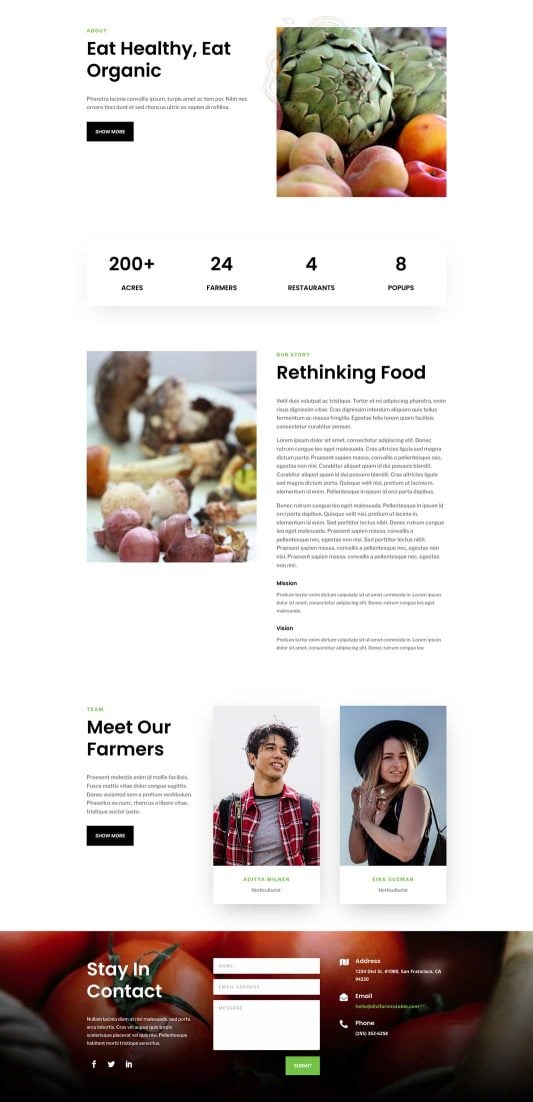 ABOUT
Eat Healthy, Eat
Organic
Pharetra lacinia convallis ipsum, turpis amet ac tem por. Nibh nec
ornare finci dunt et sed rhoncus ultric es sapien di rutilina.
SHOW MORE
200+
24
4
8
ACRES
FARMERS
RESTAURANTS
POPUPS
OUR STORY
Rethinking Food
Velit duis volutpat ac tristique. Tortor et mi adipiscing pharetra, enim
risus dignissim vitae. Cras dignissim interdum aliquam quis tellus
fermentum ac massa fringilla. Egestas felis lorem quam facilisis
consectetur curabitur aenean.
Lorem ipsum dolor sit amet, consectetur adipiscing elit. Donec
rutrum congue leo eget malesuada. Cras ultricies ligula sed magna
dictum porta. Praesent sapien massa, convallis a pellentesque nec,
egestas non nisi. Curabitur aliquet quam id dui posuere blandit.
Curabitur aliquet quam id dui posuere blandit. Cras ultricies ligula
sed magna dictum porta. Quisque velit nisi, pretium ut lacinia in,
elementum id enim. Pellentesque in ipsum id orci porta dapibus.
Donec rutrum congue leo eget malesuada. Pellentesque in ipsum id
orci porta dapibus. Quisque velit nisi, pretium ut lacinia in,
elementum id enim. Sed porttitor lectus nibh. Donec rutrum congue
leo eget malesuada. Praesent sapien massa, convallis a
pellentesque nec, egestas non nisi. Sed porttitor lectus nibh.
Praesent sapien massa, convallis a pellentesque nec, egestas non
nisi. Praesent sapien massa, convallis a pellentesque nec, egestas
non nisi.
Mission
Pretium tortor enim dictum vulputate sit ut amet commodo in. Lorem ipsum
dolor sit amet, consectetur adipiscing elit. Donec rutrum congue leo eget
malesuada.
Vision
Pretium tortor enim dictum vulputate sit ut amet commodo in. Lorem ipsum
dolor sit amet, consectetur adipiscing elit. Donec rutrum congue leo
TEAM
Meet Our
Farmers
Praesent molestie enim id mollis facilisis.
Fusce mattis vitae dolor congue sagittis.
Donec euismod sem a pretium vestibulum.
Phasellus ex nunc, rhoncus a libero vitae,
tristique auctor justo.
SHOW MORE
ADITYA MILNER
Horticulturist
EIRA GUZMAN
Horticulturist
Stay In
Contact
Nullam lacinia diam at nisl malesuada, sed porta
arcu lobortis. Cras vel augue quis turpis
scelerisque placerat vel quis nisi. Pellentesque
habitant morbi tristique senectus.
NAME
EMAIL ADDRESS
MESSAGE
SUBMIT
Address
1234 Divi St. #1000, San Francisco, CA
94220
Email
hello@divifarmtotable.com
Phone
(255) 352-6258